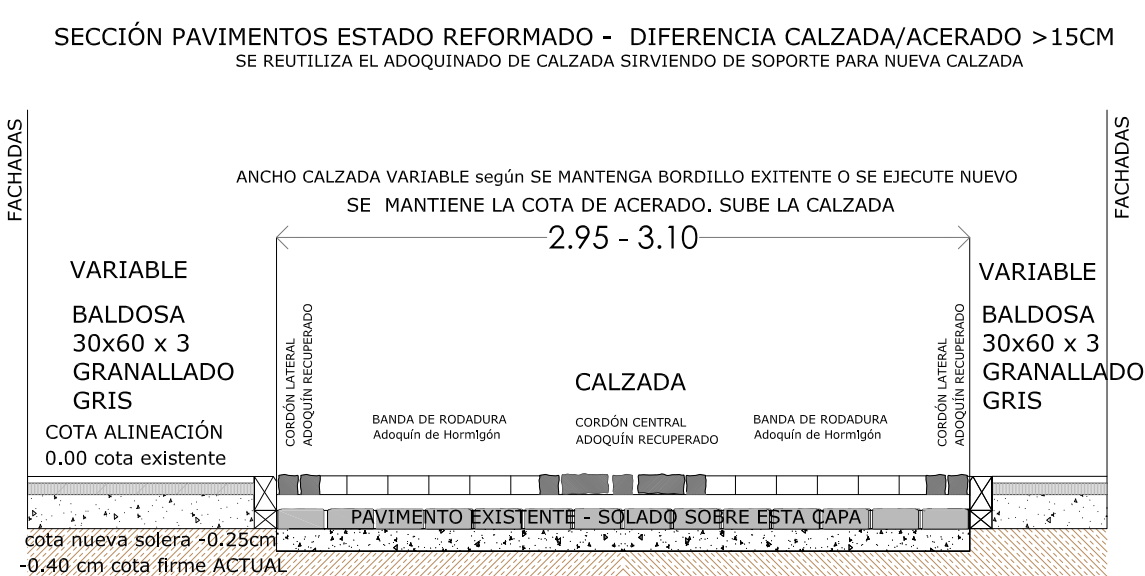 SECCIÓN PAVIMENTOS ESTADO REFORMADO - DIFERENCIA CALZADA/ACERADO >15CM
SE REUTILIZA EL ADOQUINADO DE CALZADA SIRVIENDO DE SOPORTE PARA NUEVA CALZADA
FACHADAS
FACHADAS
ANCHO CALZADA VARIABLE según SE MANTENGA BORDILLO EXITENTE O SE EJECUTE NUEVO
SE MANTIENE LA COTA DE ACERADO. SUBE LA CALZADA
2.95 - 3.10
VARIABLE
BALDOSA
30x60 x 3
GRANALLADO
GRIS
COTA ALINEACIÓN
0.00 cota existente
CORDÓN LATERAL
ADOQUÍN RECUPERADO
BANDA DE RODADURA
Adoquín de Hormigón
CALZADA
CORDÓN CENTRAL
ADOQUÍN RECUPERADO
BANDA DE RODADURA
Adoquín de Hormigón
CORDÓN LATERAL
ADOQUÍN RECUPERADO
VARIABLE
BALDOSA
30x60 x 3
GRANALLADO
GRIS
PAVIMENTO EXISTENTE - SOLADO SOBRE ESTA CAPA
cota nueva solera -0.25cm
-0.40 cm cota firme ACTUAL